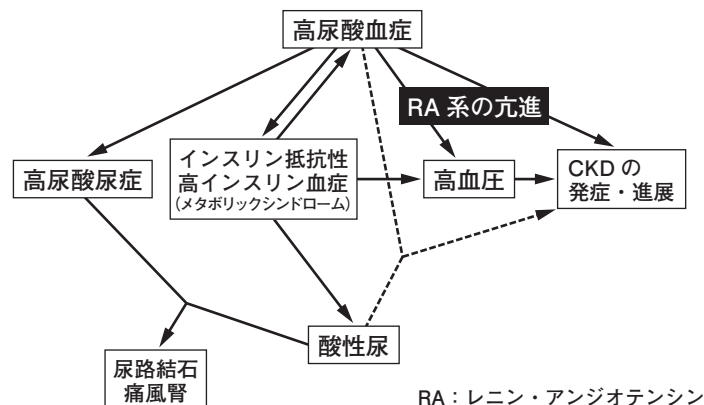 高尿酸血症
RA 系の亢進
高尿酸尿症
インスリン抵抗性
高インスリン血症
(メタボリックシンドローム)
高血圧
CKD の
発症・進展
酸性尿
尿路結石
痛風腎
RA：レニン・アンジオテンシン